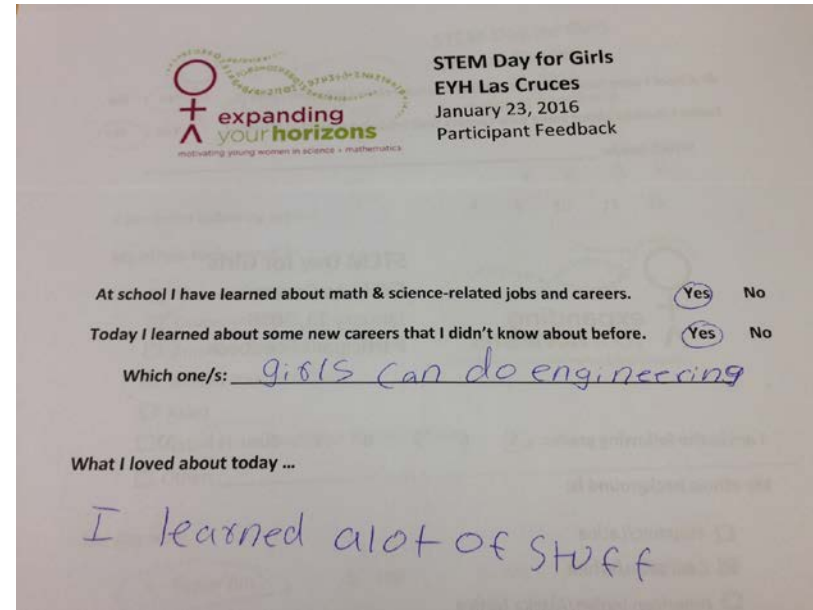 expanding
yourhorizons
motivating young women in science + mathematics
STEM Day for Girls
EYH Las Cruces
January 23, 2016
Participant Feedback
At school I have learned about math & science-related jobs and careers. Yes No
Today I learned about some new careers that I didn't know about before. Yes No
Which one/s: girls can do engineering
What I loved about today ...
I learned alot of stuff